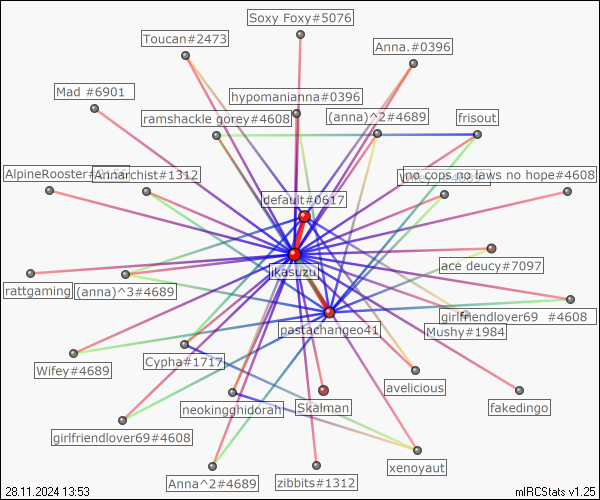 Soxy Foxy#5076
Toucan#2473
Anna.#0396
Mad #6901
hypomanianna#0396
ramshackle gorey#4608
(anna)^2#4689
frisout
AlpineRooster#
Annarchist#1312
no cops no laws no hope#4608
default#0617
ikasuzu
ace deucy#7097
rattgaming
(anna)^3#4689
girlfriendlover69 #4608
pastachangeo41
Mushy#1984
Wifey#4689
Cypha#1717
avelicious
neokingghidorah
Skalman
fakedingo
girlfriendlover69#4608
xenoyaut
Anna^2#4689
zibbits#1312
28.11.2024 13:53
mIRCStats v1.25